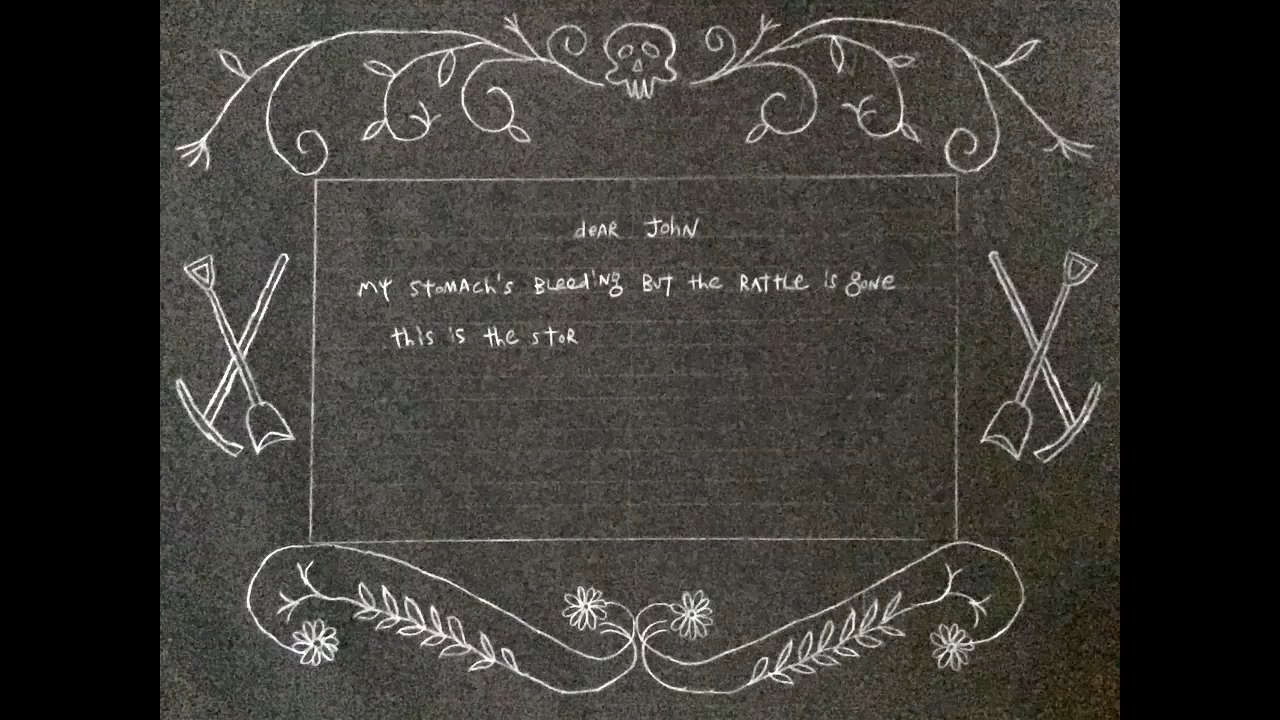 dEAR JohN
MY StoMAch's BLeediNg BUT the RATTLE is goNE
this is the stoR